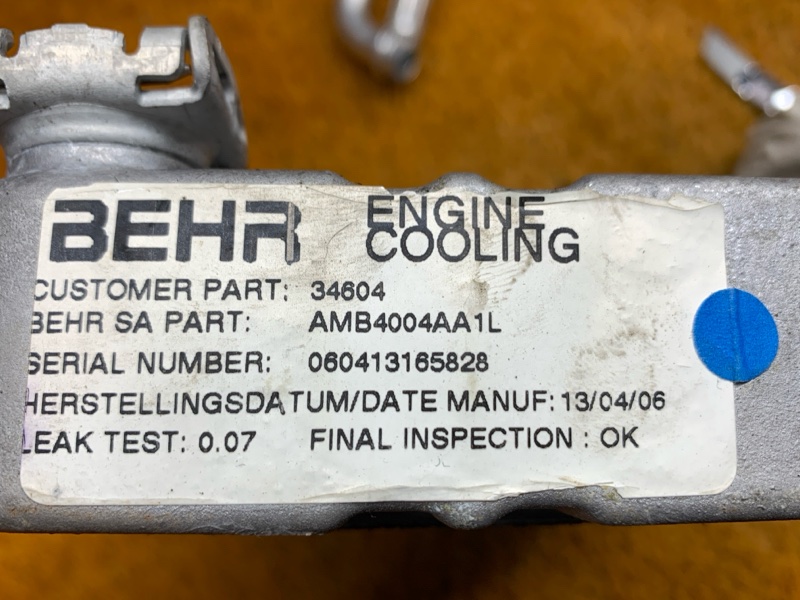 BEHR ENGINE COOLING
CUSTOMER PART: 34604
BEHR SA PART: AMB4004AA1L
SERIAL NUMBER: 060413165828
HERSTELLINGSDATUM/DATE MANUF: 13/04/06
LEAK TEST: 0.07 FINAL INSPECTION : OK